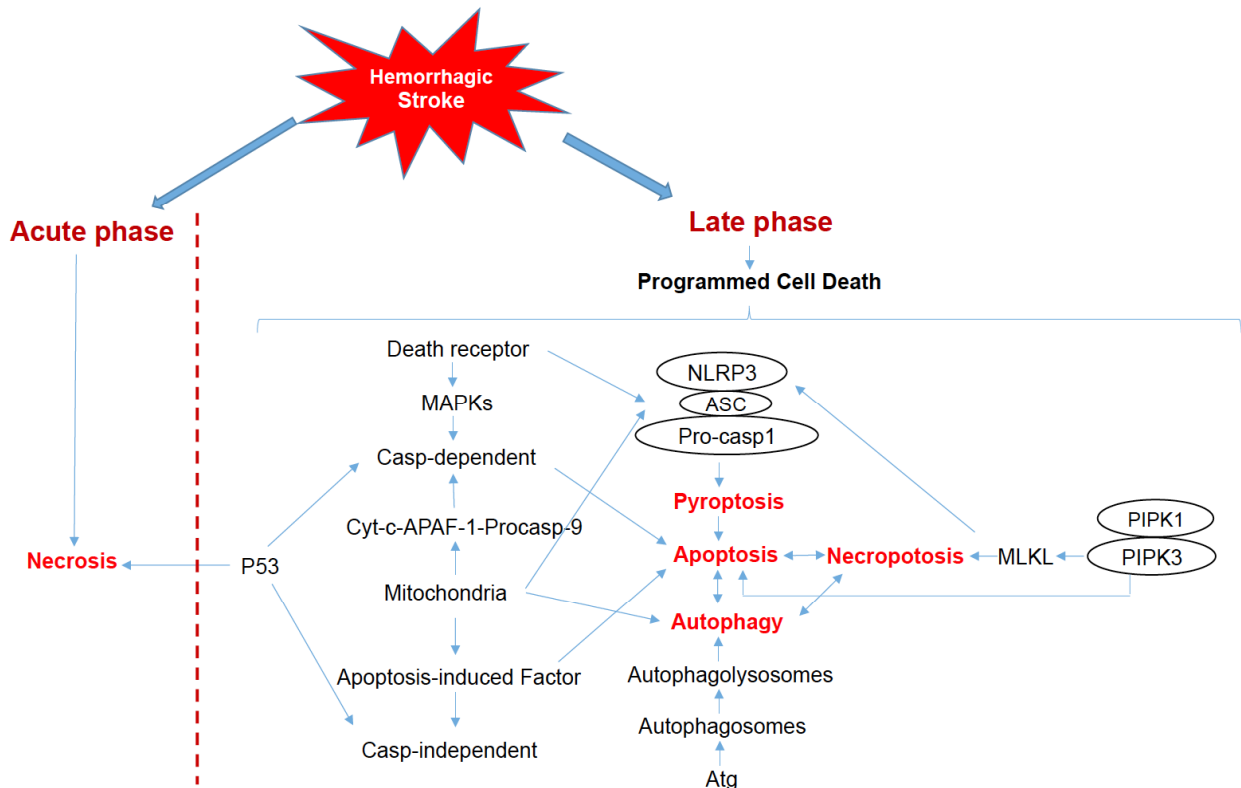 Hemorrhagic
Stroke
Acute phase
Late phase
Programmed Cell Death
Death receptor
NLRP3
MAPKs
ASC
Pro-casp1
Casp-dependent
Pyroptosis
Cyt-c-APAF-1-Procasp-9
PIPK1
Necrosis
P53
Apoptosis
Necropotosis
MLKL
PIPK3
Mitochondria
Autophagy
Apoptosis-induced Factor
Autophagolysosomes
Autophagosomes
Casp-independent
Atg